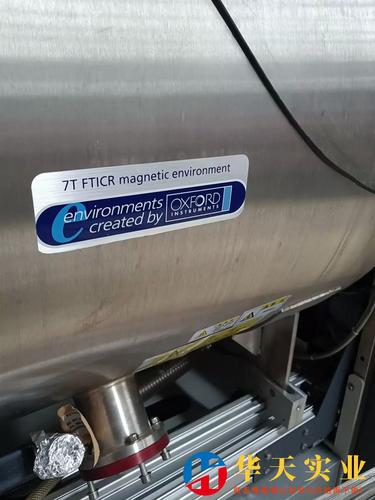 7T FTICR magnetic environment
environments
created by
OXFORD
INSTRUMENTS
华天实业